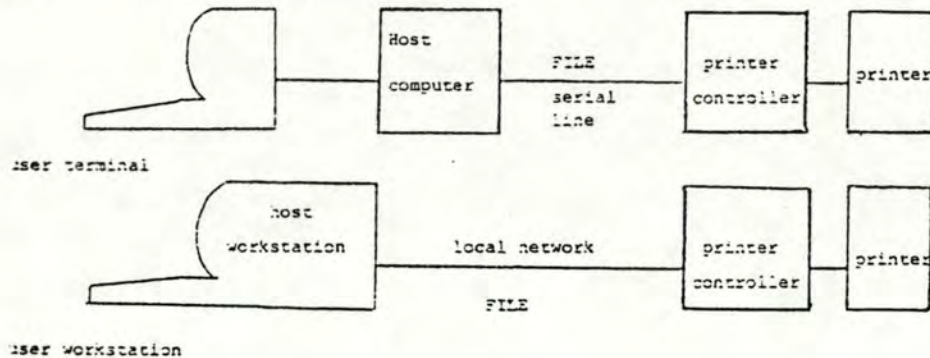 Host
computer
FILE
serial
line
printer
controller
printer
user terminal
host
workstation
local network
FILE
printer
controller
printer
user workstation